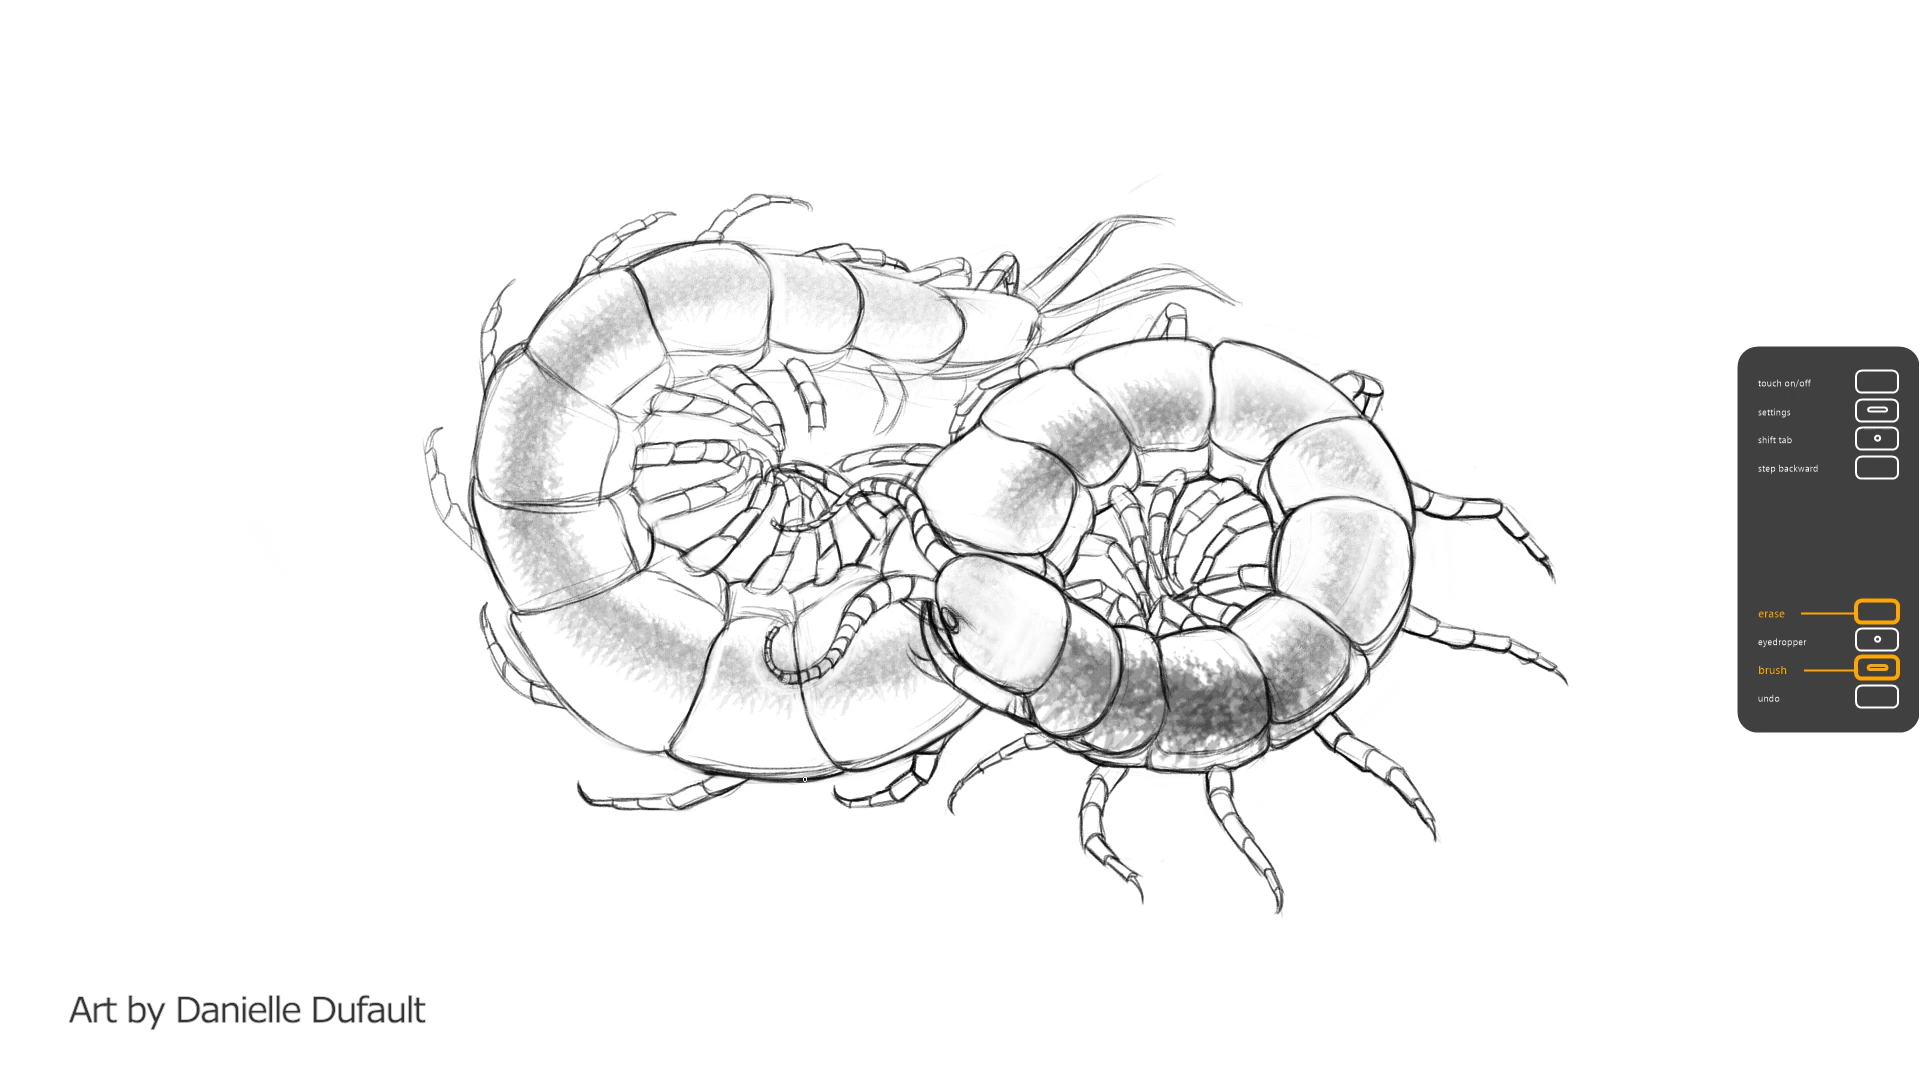 touch on/off
settings
shift tab
step backward
erase
eyedropper
brush
undo
Art by Danielle Dufault